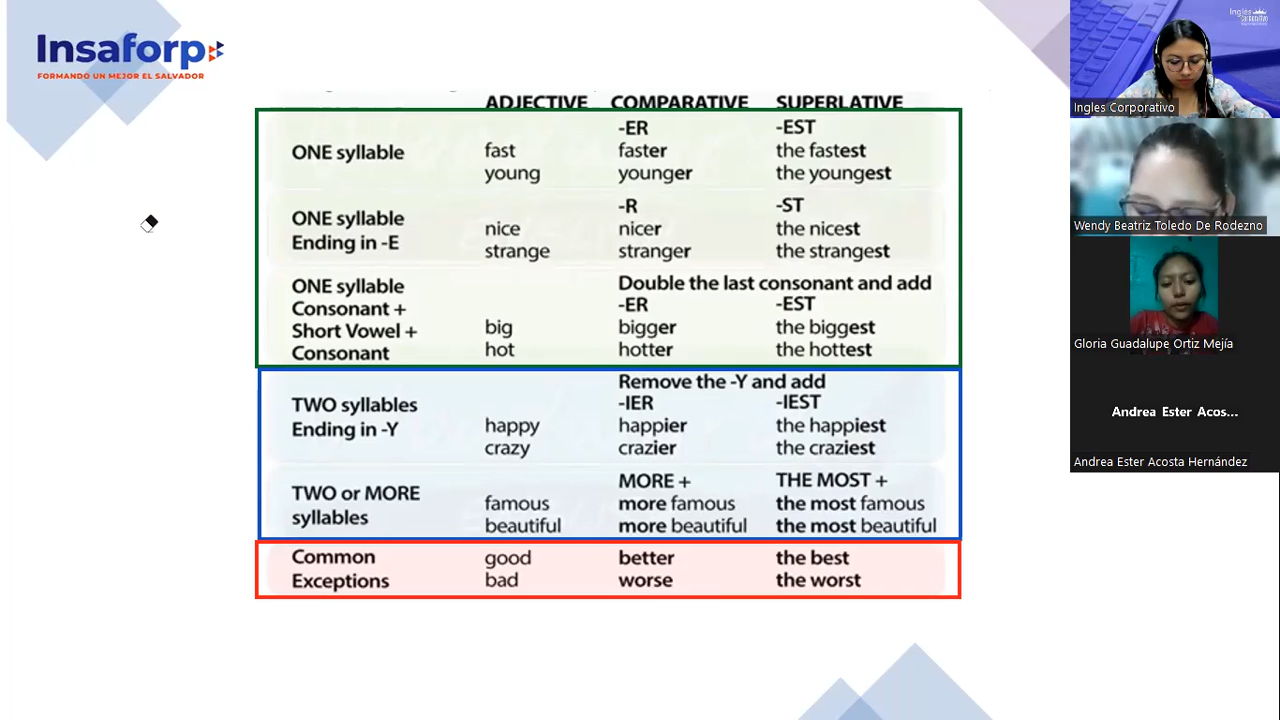 Insaforp
FORMANDO UN MEJOR EL SALVADOR
ADJECTIVE COMPARATIVE SUPERLATIVE
-ER -EST
ONE syllable fast faster the fastest
young younger the youngest
-R -ST
ONE syllable nice nicer the nicest
Ending in -E strange stranger the strangest
ONE syllable Double the last consonant and add
Consonant + -ER -EST
Short Vowel + big bigger the biggest
Consonant hot hotter the hottest
Remove the -Y and add
TWO syllables -IER -IEST
Ending in -Y happy happier the happiest
crazy crazier the craziest
MORE + THE MOST +
TWO or MORE famous more famous the most famous
syllables beautiful more beautiful the most beautiful
Common good better the best
Exceptions bad worse the worst
Inglés
corporativo
Ingles Corporativo
Wendy Beatriz Toledo De Rodezno
Gloria Guadalupe Ortiz Mejía
Andrea Ester Acos...
Andrea Ester Acosta Hernández